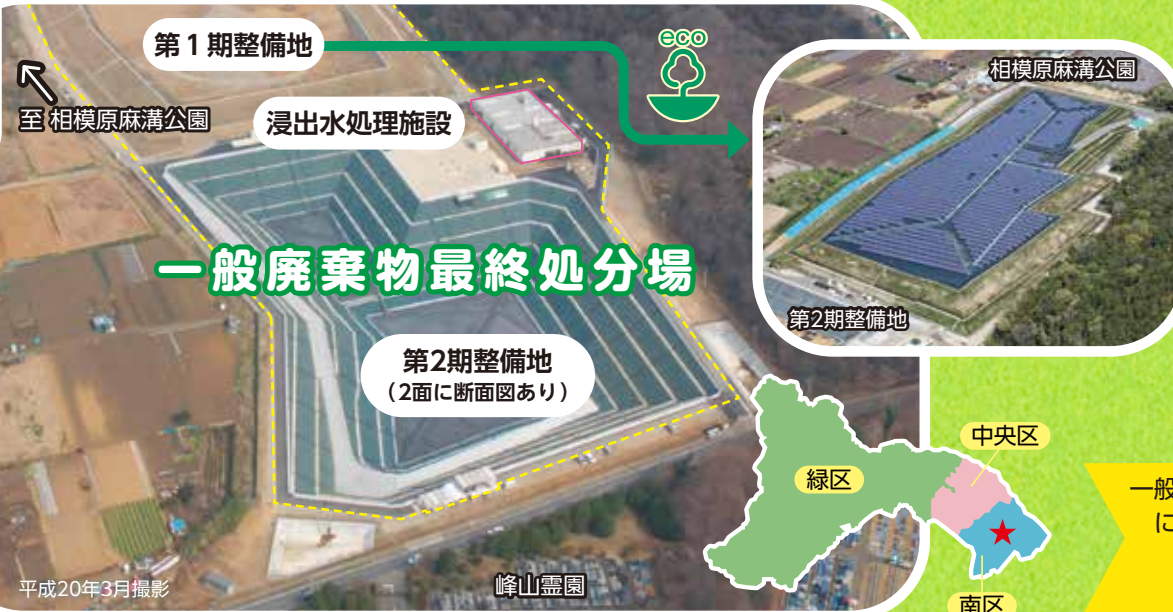 第1期整備地
eco
至 相模原麻溝公園
浸出水処理施設
一般廃棄物最終処分場
第2期整備地
（2面に断面図あり）
平成20年3月撮影
峰山霊園
相模原麻溝公園
第2期整備地
中央区
緑区
南区
一般
に